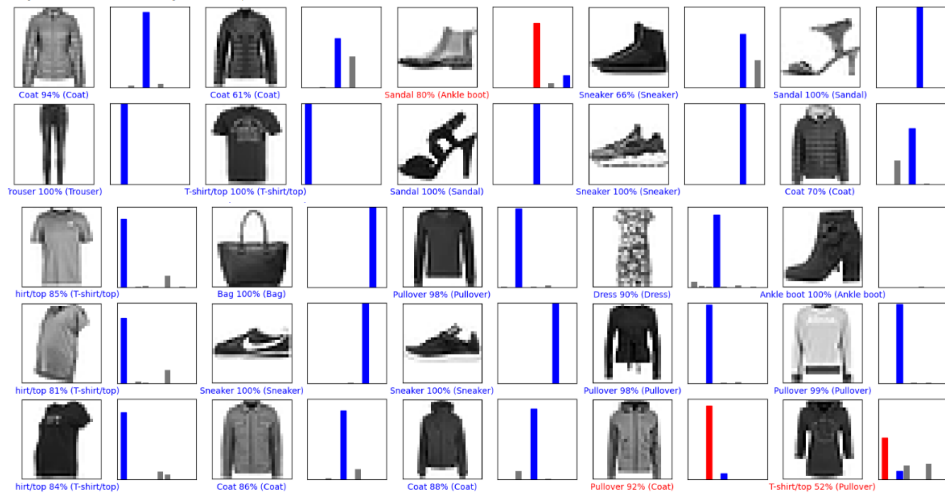 Coat 94% (Coat)
Coat 61% (Coat)
Sandal 80% (Ankle boot)
Sneaker 66% (Sneaker)
Sandal 100% (Sandal)
rouser 100% (Trouser)
T-shirt/top 100% (T-shirt/top)
Sandal 100% (Sandal)
Sneaker 100% (Sneaker)
Coat 70% (Coat)
hirt/top 85% (T-shirt/top)
Bag 100% (Bag)
Pullover 98% (Pullover)
Dress 90% (Dress)
Ankle boot 100% (Ankle boot)
hirt/top 81% (T-shirt/top)
Sneaker 100% (Sneaker)
Sneaker 100% (Sneaker)
Pullover 98% (Pullover)
Pullover 99% (Pullover)
hirt/top 84% (T-shirt/top)
Coat 86% (Coat)
Coat 88% (Coat)
Pullover 92% (Coat)
T-shirt/top 52% (Pullover)